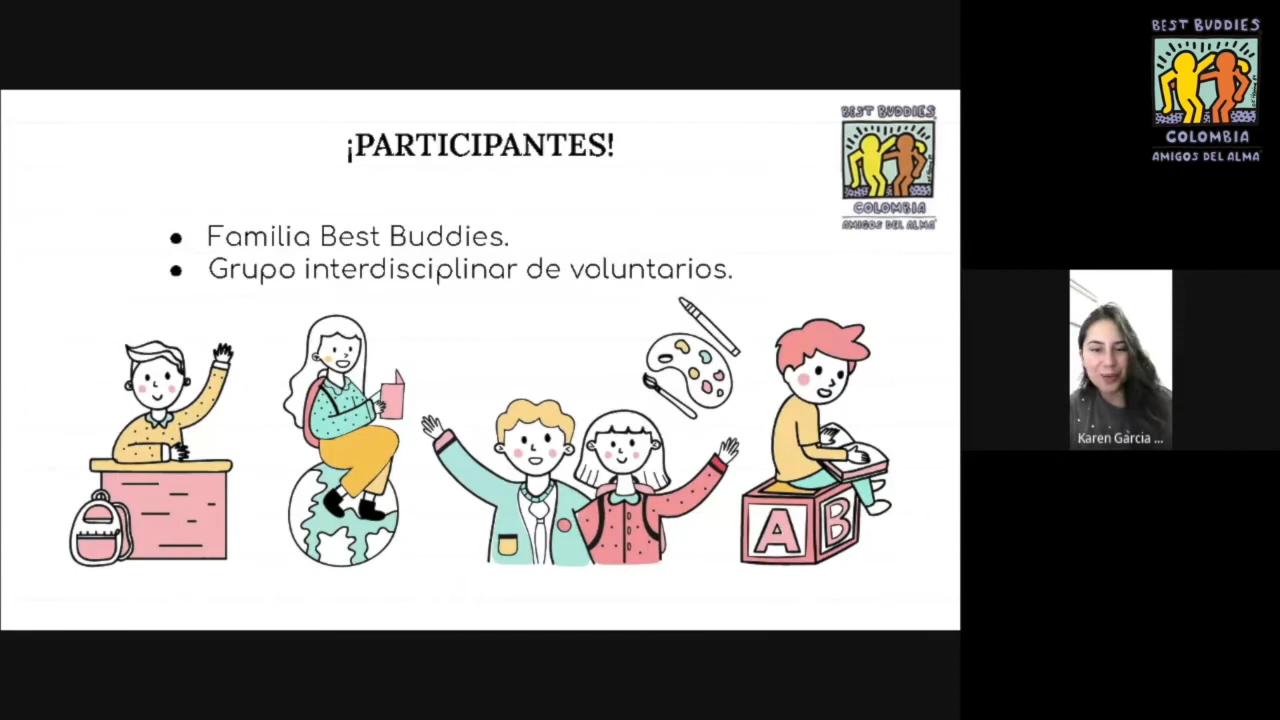 ¡PARTICIPANTES!
BEST BUDDIES
COLOMBIA
AMIGOS DEL ALMA
Familia Best Buddies.
Grupo interdisciplinar de voluntarios.
A B
BEST BUDDIES
COLOMBIA
AMIGOS DEL ALMA
Karen Garcia ...